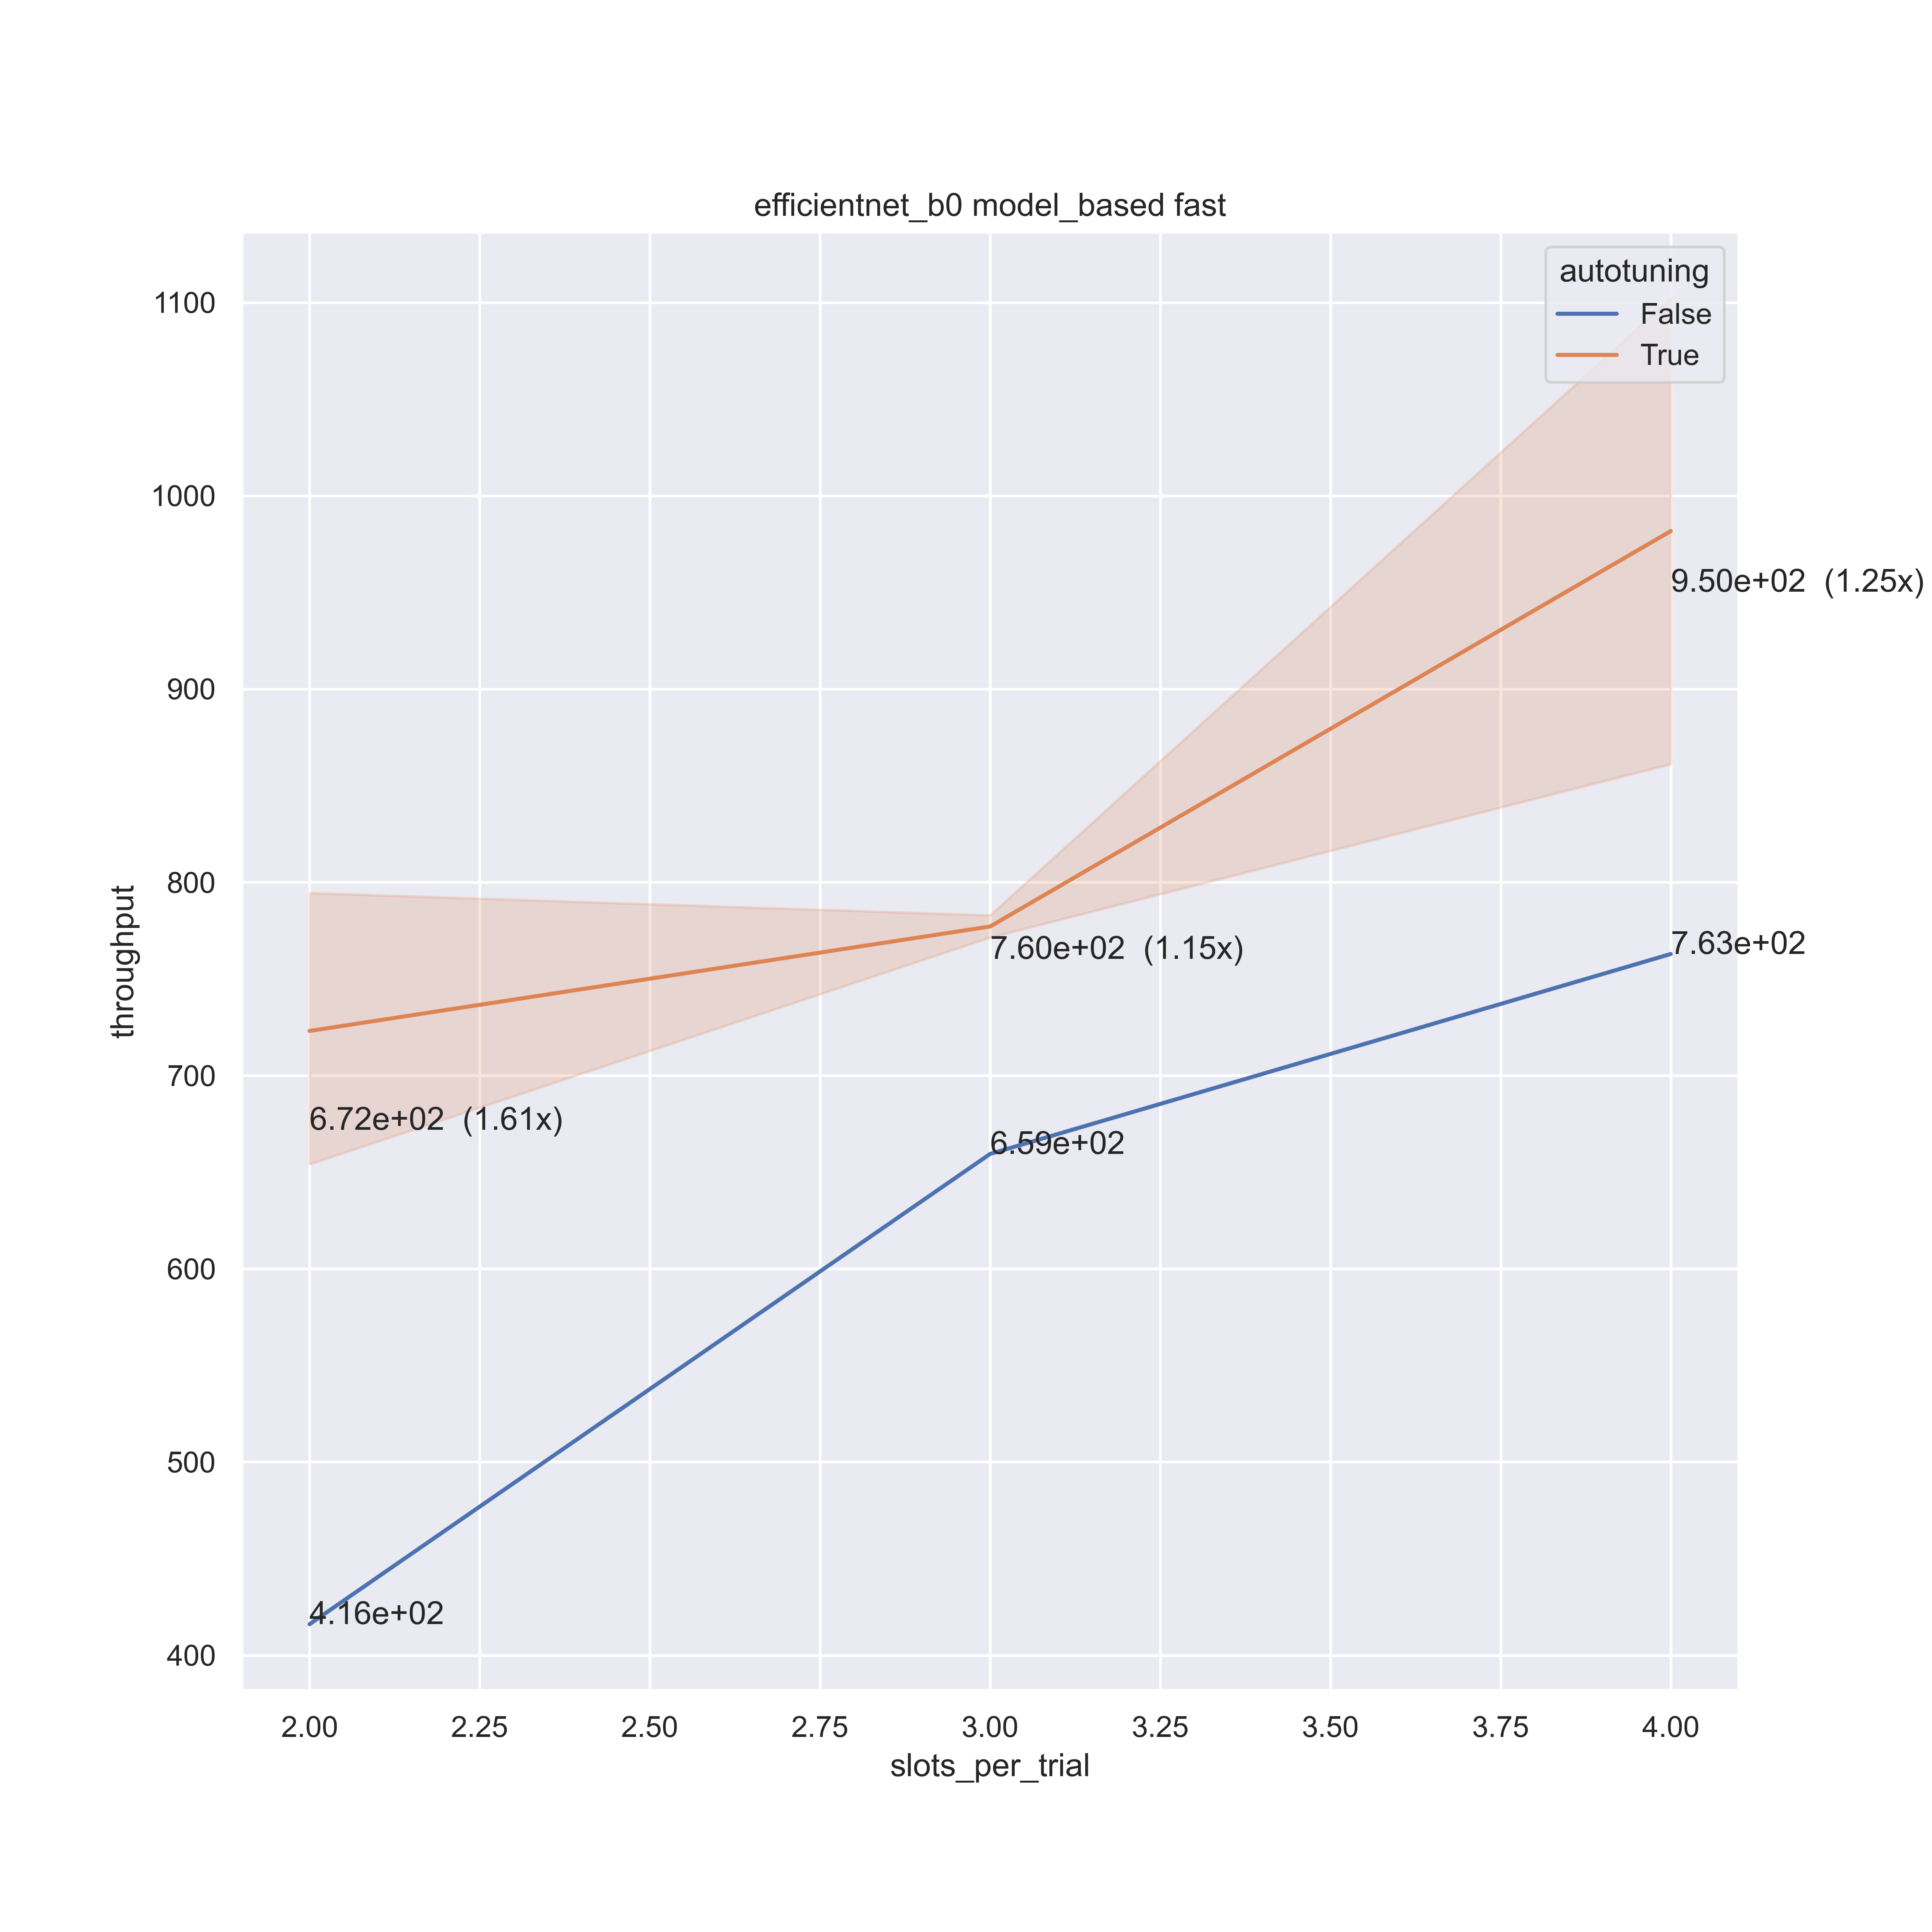 efficientnet_b0 model_based fast
autotuning
False
True
1100
1000
900
800
700
600
500
400
throughput
9.50e+02 (1.25x)
7.60e+02 (1.15x)
7.63e+02
6.72e+02 (1.61x)
6.59e+02
4.16e+02
2.00 2.25 2.50 2.75 3.00 3.25 3.50 3.75 4.00
slots_per_trial